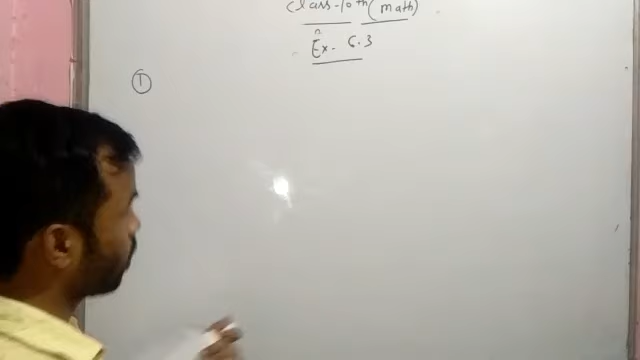 Class-10th (math)
Ex- 6.3
①